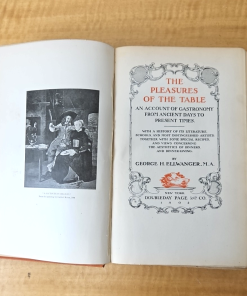 THE
PLEASURES
OF THE TABLE
AN ACCOUNT OF GASTRONOMY
FROM ANCIENT DAYS TO
PRESENT TIMES
WITH A HISTORY OF ITS LITERATURE
SCHOOLS AND MOST DISTINGUISHED ARTISTS
TOGETHER WITH SOME SPECIAL RECIPES
AND VIEWS CONCERNING
THE AESTHETICS OF DINNERS
AND DINNER-GIVING
BY
GEORGE H. ELLWANGER, M.A.
NEW YORK
DOUBLEDAY PAGE AND CO.